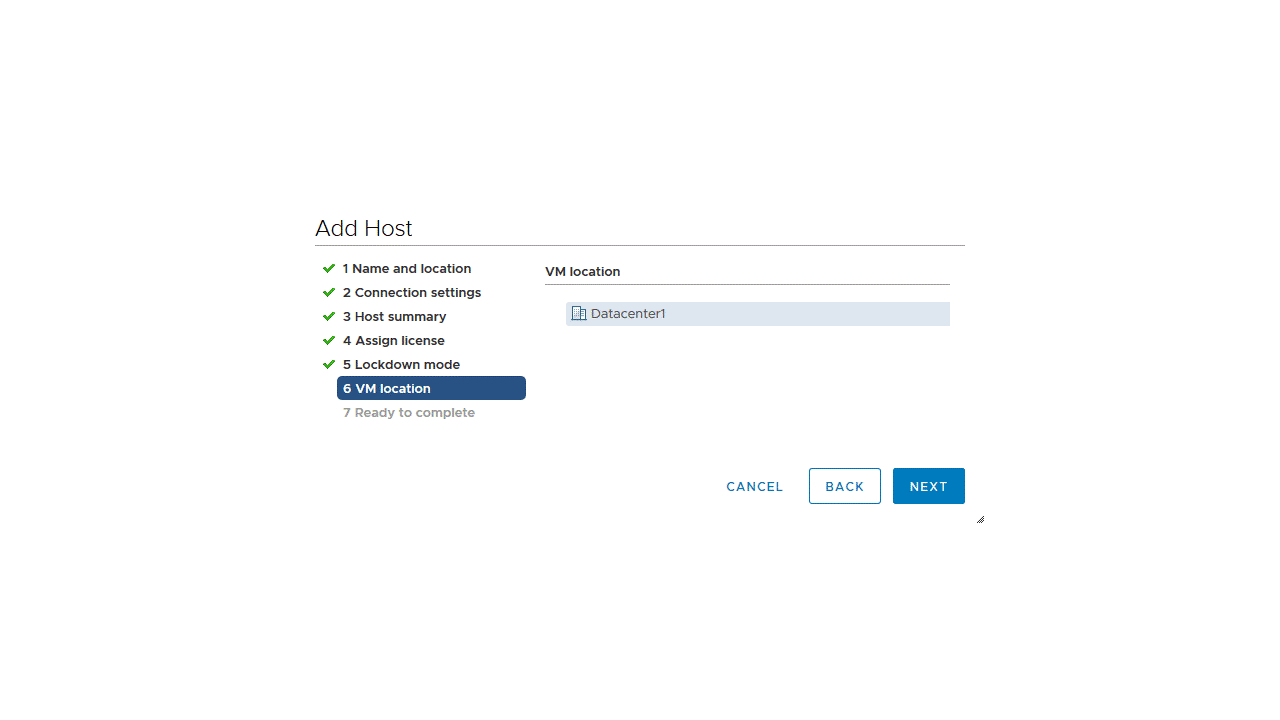 Add Host
1 Name and location
2 Connection settings
3 Host summary
4 Assign license
5 Lockdown mode
6 VM location
7 Ready to complete
VM location
Datacenter1
CANCEL
BACK
NEXT